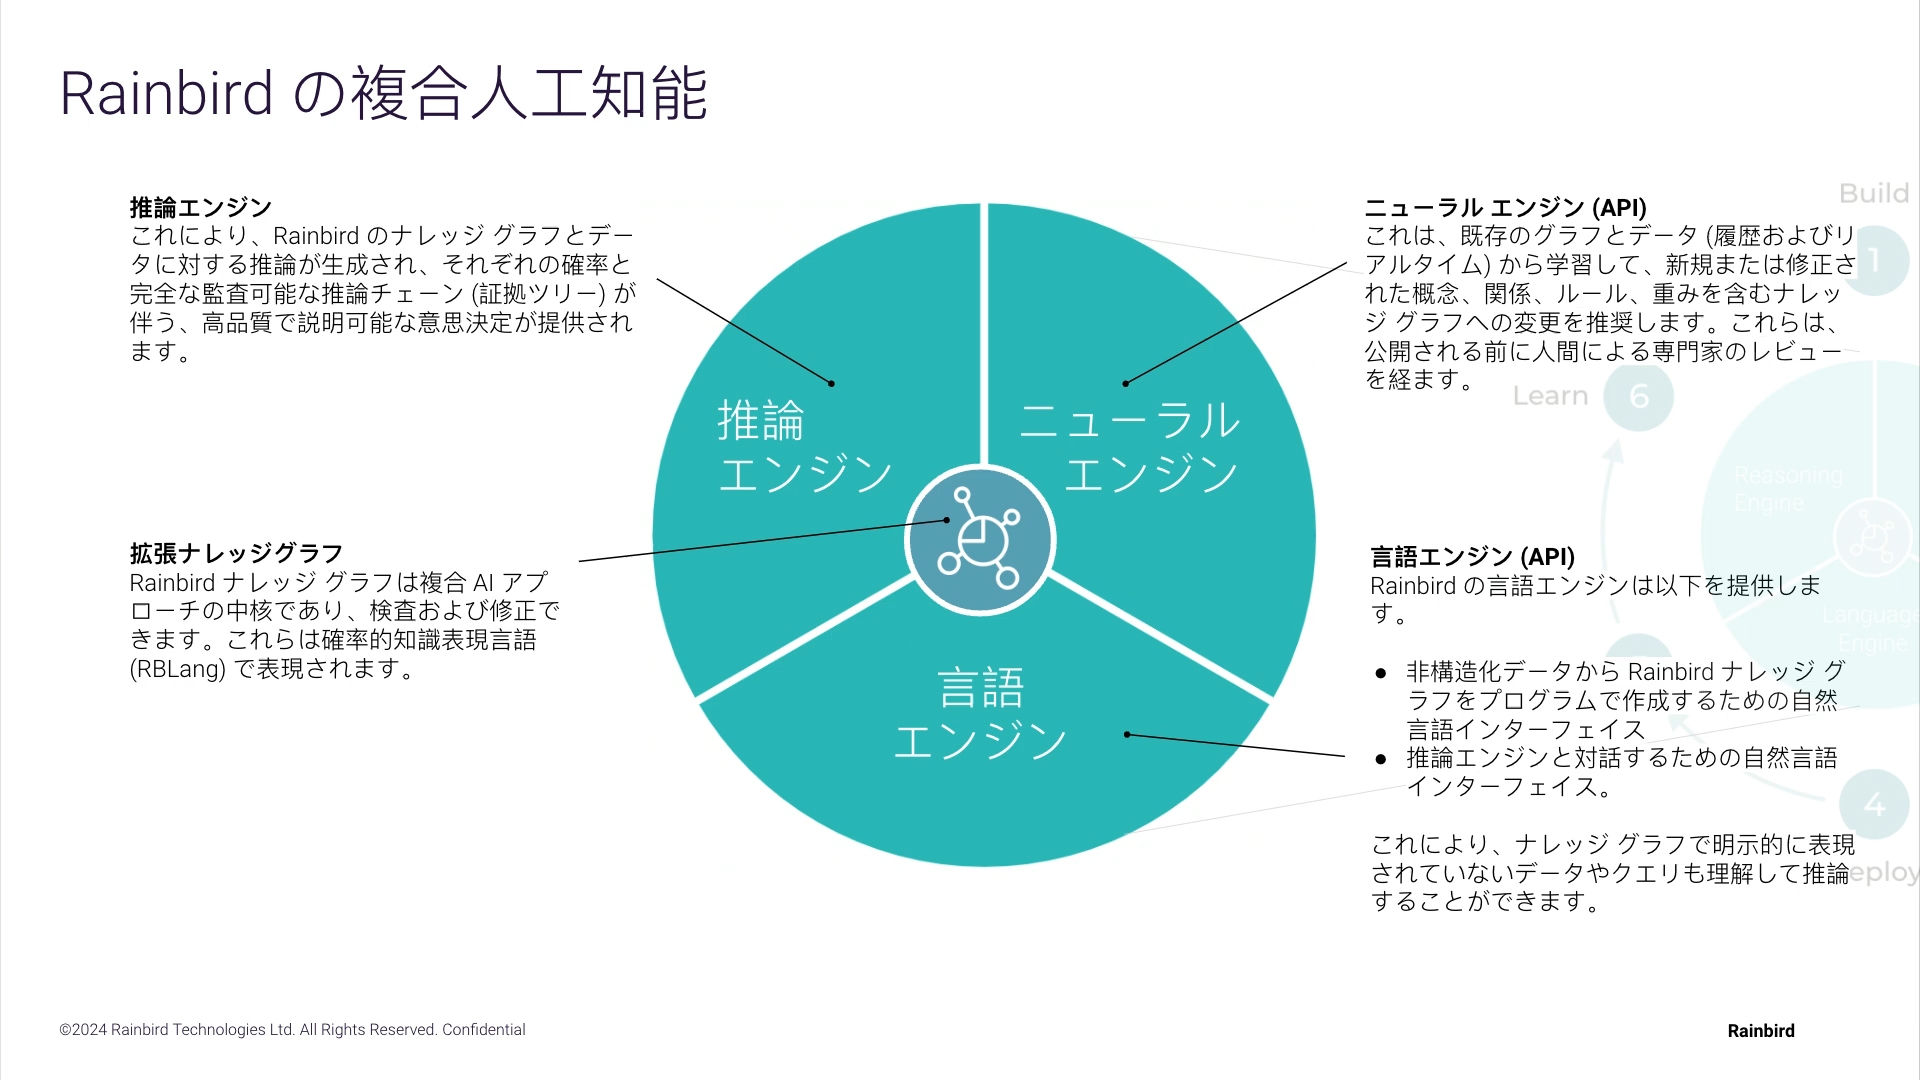 Rainbird の複合人工知能
推論エンジン
これにより、Rainbird のナレッジ グラフとデー
タに対する推論が生成され、それぞれの確率と
完全な監査可能な推論チェーン (証拠ツリー) が
伴う、高品質で説明可能な意思決定が提供され
ます。
拡張ナレッジグラフ
Rainbird ナレッジ グラフは複合 AI アプ
ローチの中核であり、検査および修正で
きます。これらは確率的知識表現言語
(RBLang) で表現されます。
推論
エンジン
ニューラル
エンジン
言語
エンジン
ニューラル エンジン (API)
これは、既存のグラフとデータ (履歴およびリ
アルタイム) から学習して、新規または修正さ
れた概念、関係、ルール、重みを含むナレッ
ジ グラフへの変更を推奨します。これらは、
公開される前に人間による専門家のレビュー
を経ます。
言語エンジン (API)
Rainbird の言語エンジンは以下を提供しま
す。
● 非構造化データから Rainbird ナレッジ グ
ラフをプログラムで作成するための自然
言語インターフェイス
● 推論エンジンと対話するための自然言語
インターフェイス。
これにより、ナレッジ グラフで明示的に表現
されていないデータやクエリも理解して推論
することができます。
Build
1
Learn
6
Reasoning
Engine
Language
Engine
4
eploy
©2024 Rainbird Technologies Ltd. All Rights Reserved. Confidential
Rainbird